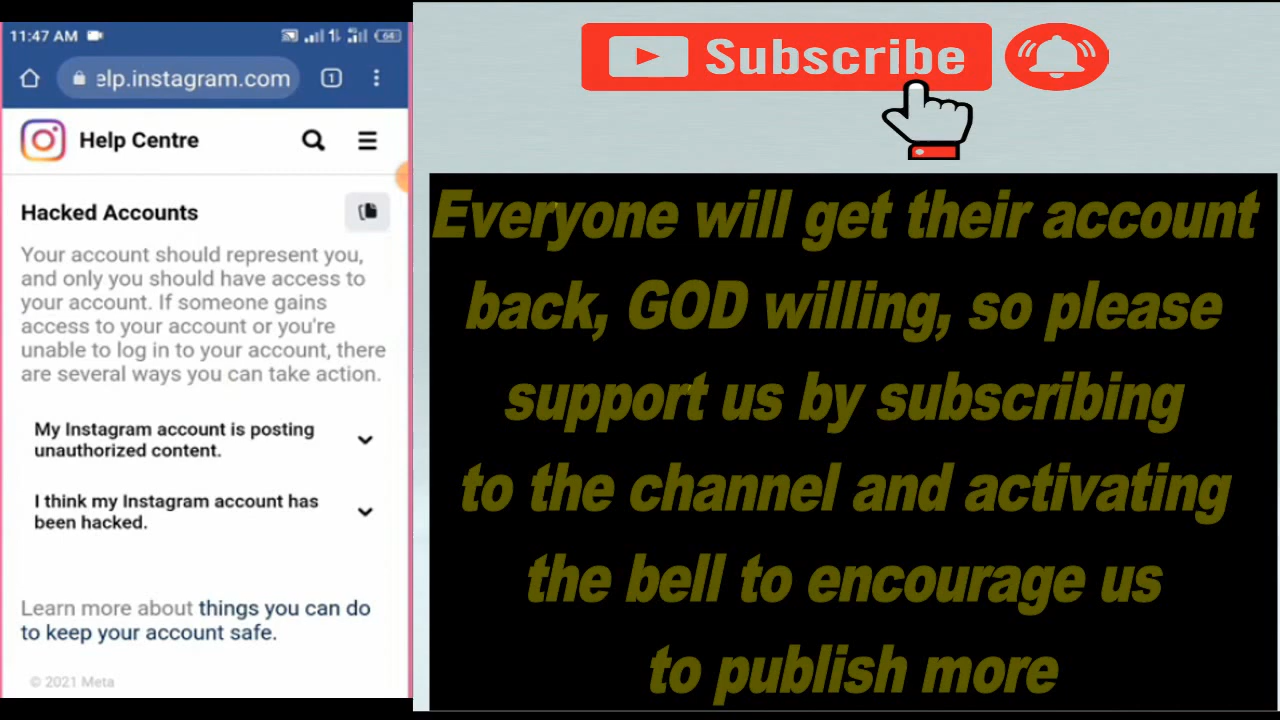 11:47 AM
64
elp.instagram.com
1
Help Centre
Hacked Accounts
Your account should represent you,
and only you should have access to
your account. If someone gains
access to your account or you're
unable to log in to your account, there
are several ways you can take action.
My Instagram account is posting
unauthorized content.
I think my Instagram account has
been hacked.
Learn more about things you can do
to keep your account safe.
© 2021 Meta
Subscribe
Everyone will get their account
back, GOD willing, so please
support us by subscribing
to the channel and activating
the bell to encourage us
to publish more